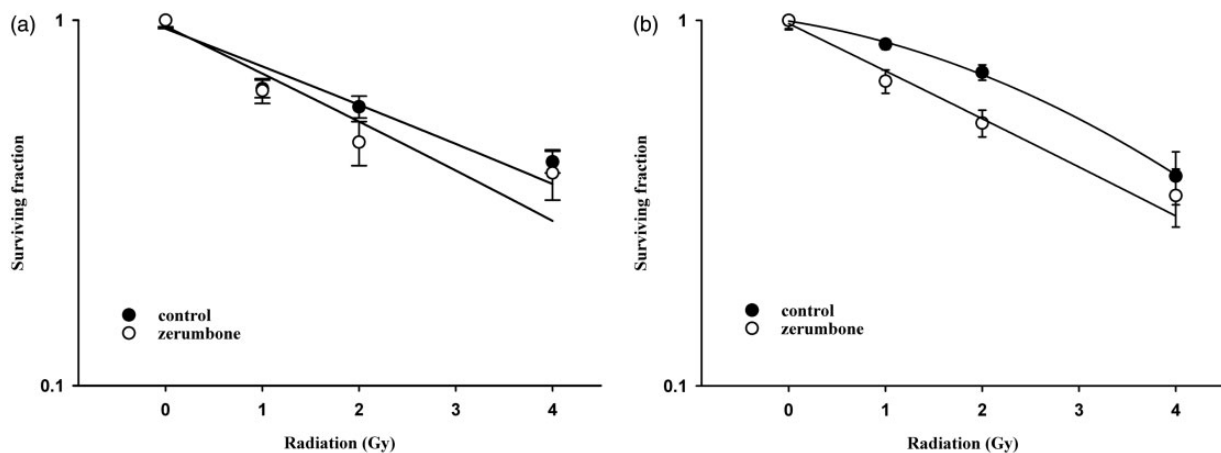 (a)
1
Surviving fraction
control
zerumbone
0.1
0 1 2 3 4
Radiation (Gy)
(b)
1
Surviving fraction
control
zerumbone
0.1
0 1 2 3 4
Radiation (Gy)